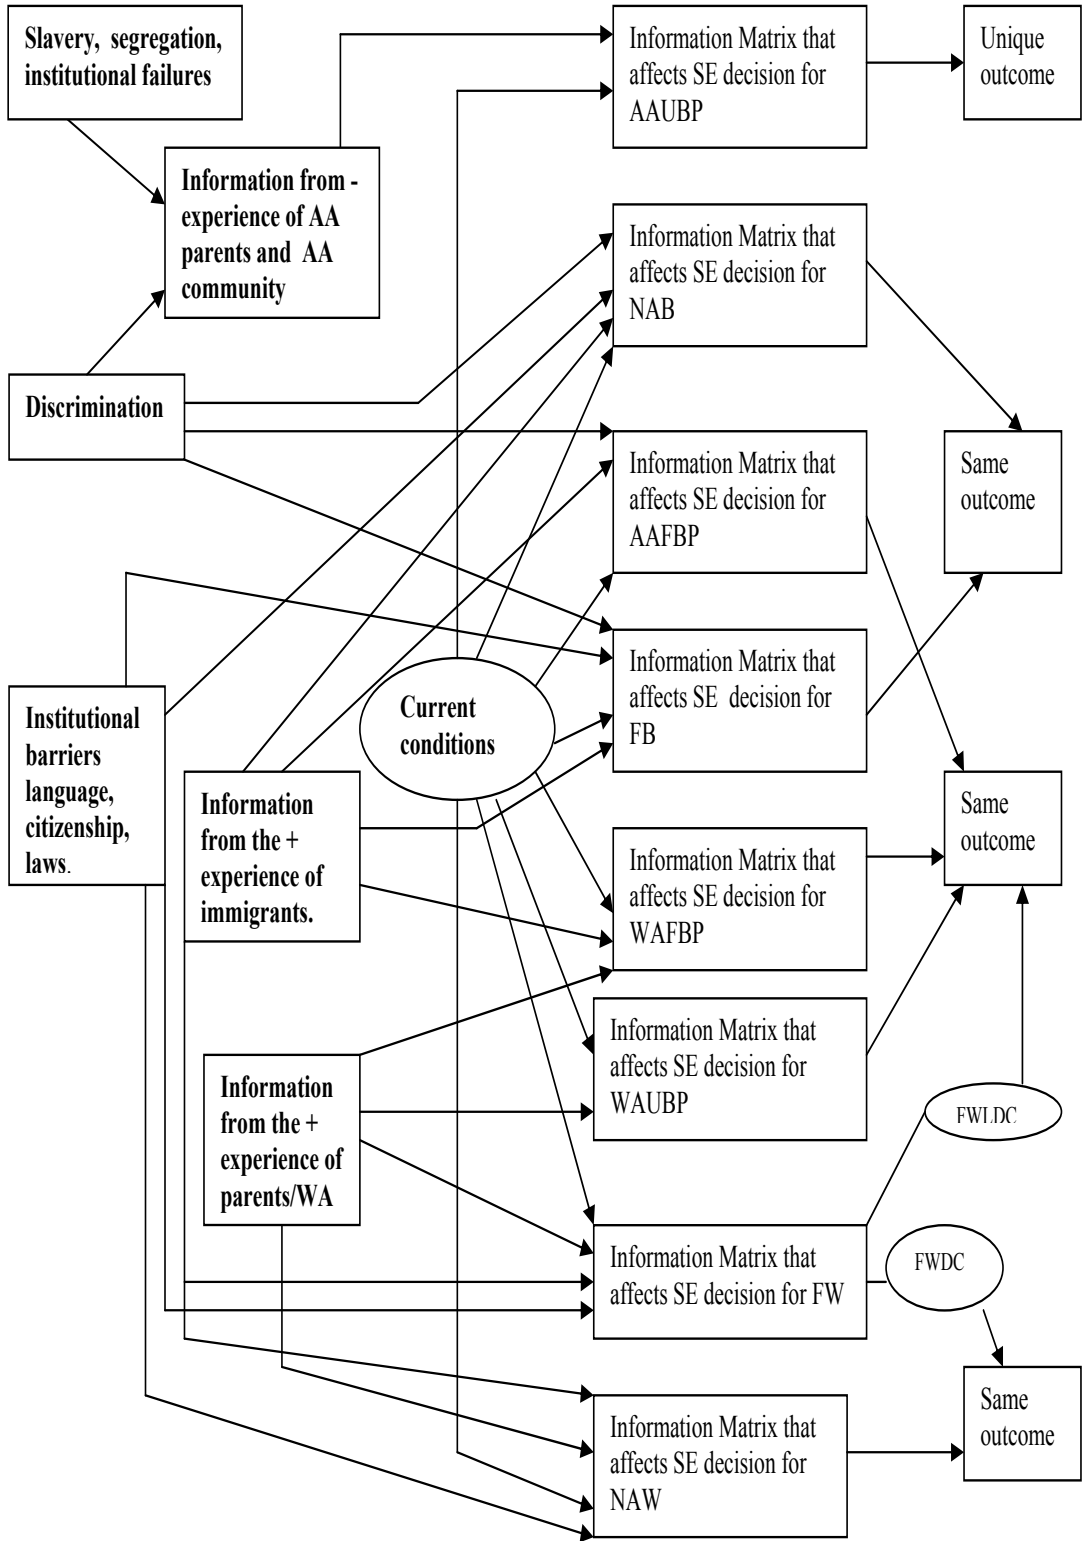 Slavery, segregation,
institutional failures
Information Matrix that
affects SE decision for
AAUBP
Unique
outcome
Information from -
experience of AA
parents and AA
community
Information Matrix that
affects SE decision for
NAB
Discrimination
Information Matrix that
affects SE decision for
AAFBP
Same
outcome
Information Matrix that
affects SE decision for
FB
Current
conditions
Institutional
barriers
language,
citizenship,
laws.
Information
from the +
experience of
immigrants.
Same
outcome
Information Matrix that
affects SE decision for
WAFBP
Information Matrix that
affects SE decision for
WAUBP
Information
from the +
experience of
parents/WA
FWLDC
Information Matrix that
affects SE decision for FW
FWDC
Same
outcome
Information Matrix that
affects SE decision for
NAW